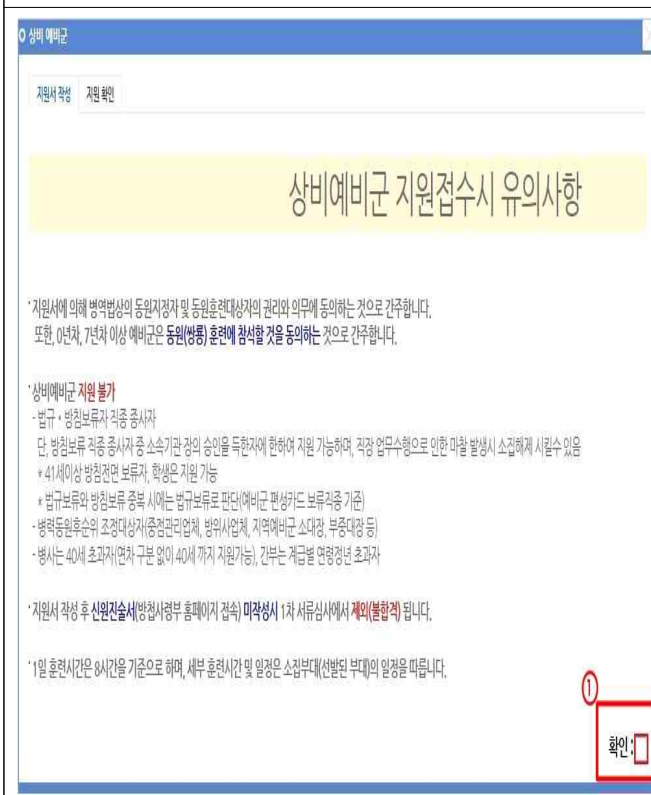 상비 예비군
지원서 작성 지원 확인
상비예비군 지원접수시 유의사항
* 지원서에 의해 병역법상의 동원지정자 및 동원훈련대상자의 권리와 의무에 동의하는 것으로 간주합니다.
또한, 0년차, 7년차 이상 예비군은 동원(쌍룡) 훈련에 참석할 것을 동의하는 것으로 간주합니다.
* 상비예비군 지원 불가
- 법규·방침보류자 직종 종사자
단, 방침보류 직종 종사자 중 소속기관 장의 승인을 득한자에 한하여 지원 가능하며, 직장 업무수행으로 인한 마찰 발생시 소집해제 시킬수 있음
* 41세이상 방침전면 보류자, 학생은 지원 가능
* 법규보류와 방침보류 중복 시에는 법규보류로 판단(예비군 편성카드 보류직종 기준)
- 병력동원후순위 조정대상자(중점관리업체, 방위사업체, 지역예비군 소대장, 부중대장 등)
- 병사는 40세 초과자(연차 구분 없이 40세 까지 지원가능), 간부는 계급별 연령정년 초과자
* 지원서 작성 후 신원진술서(방첩사령부 홈페이지 접속) 미작성시 1차 서류심사에서 제외(불합격) 됩니다.
* 1일 훈련시간은 8시간을 기준으로 하며, 세부 훈련시간 및 일정은 소집부대(선발된 부대)의 일정을 따릅니다.
①
확인 :